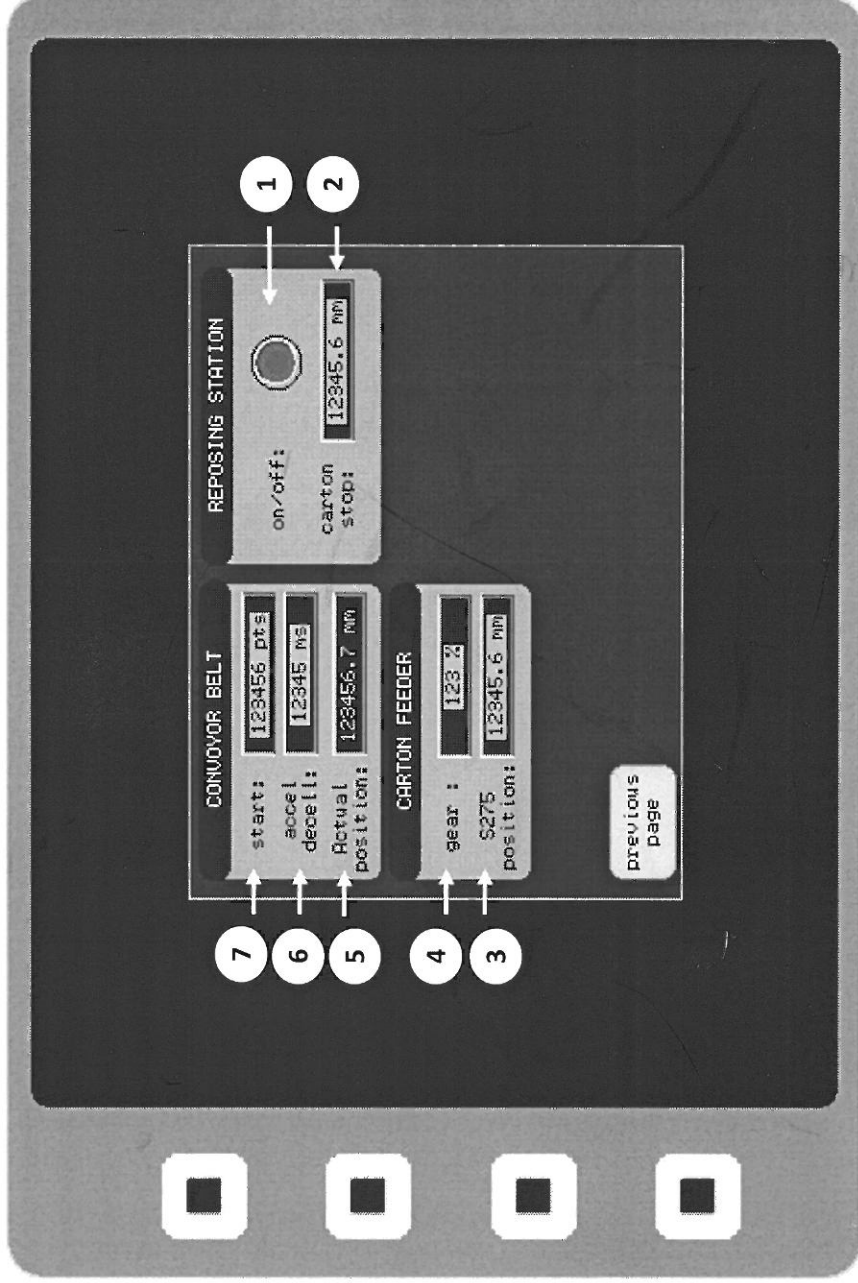 CONVOYOR BELT
start: 123456 pts
accel
decell: 12345 ms
Actual
position: 123456.7 mm
REPOSING STATION
on/off:
carton
stop: 12345.6 mm
CARTON FEEDER
gear : 123 %
S275
position: 12345.6 mm
previous
page
1
2
3
4
5
6
7